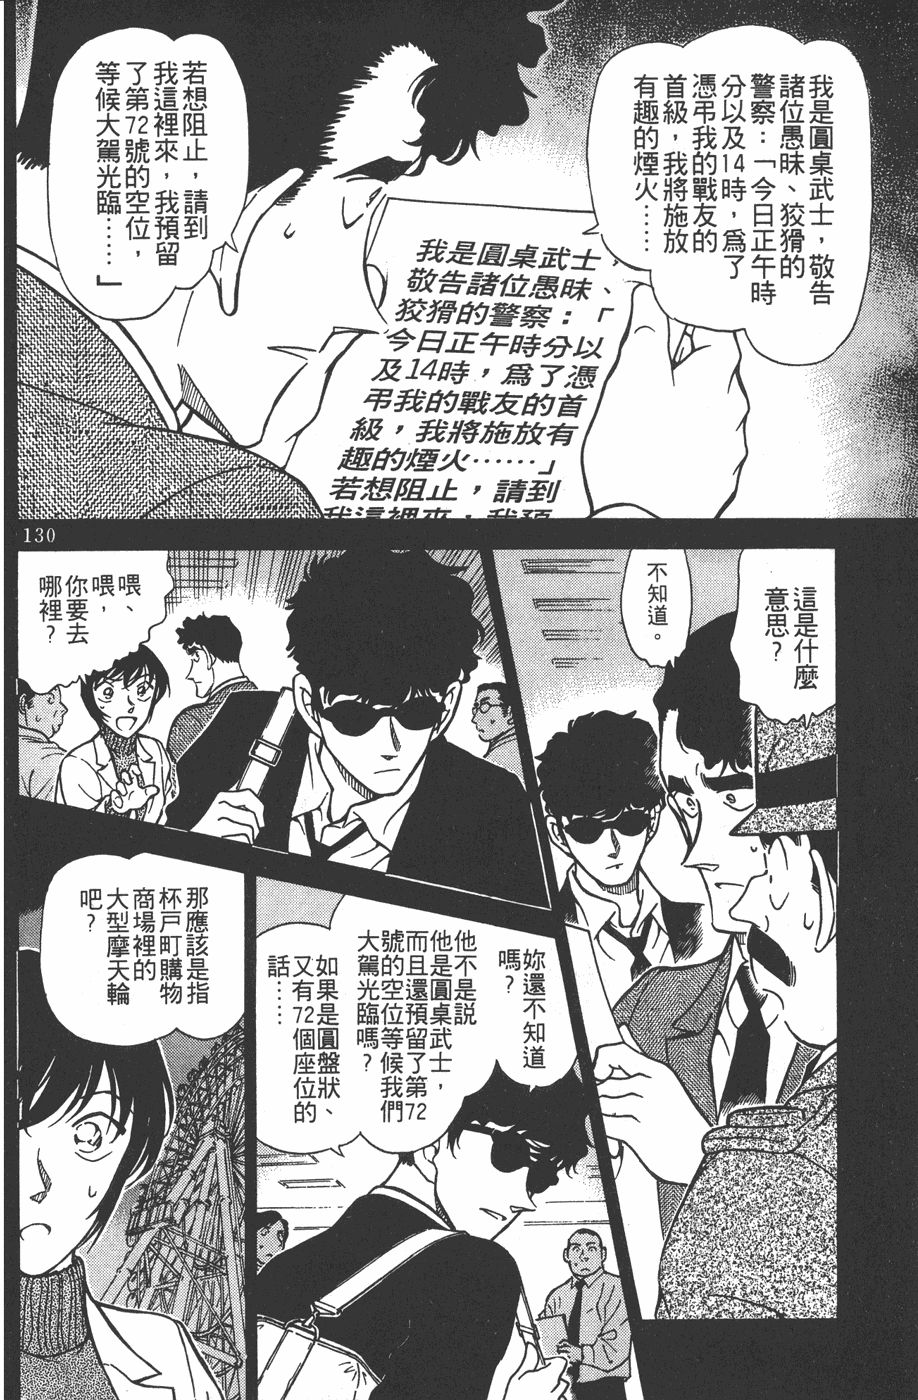 我是圓桌武士，敬告
諸位愚昧、狡猾的
警察：「今日正午時
分以及14時，為了
憑弔我的戰友的
首級，我將施放
有趣的煙火……
若想阻止，請到
我這裡來，我預留
了第72號的空位，
等候大駕光臨……」
我是圓桌武士，
敬告諸位愚昧、
狡猾的警察：「
今日正午時分以
及14時，為了憑
弔我的戰友的首
級，我將施放有
趣的煙火……」
若想阻止，請到
我這裡來，我預
130
這是什麼
意思？
不知道。
喂、
喂，
你要去
哪裡？
妳還不知道
嗎？
他不是說
他是圓桌武士，
而且還預留了第72
號的空位等候我們
大駕光臨嗎？
如果是圓盤狀、
又有72個座位的
話……
那應該是指
杯戶町購物
商場裡的
大型摩天輪
吧？